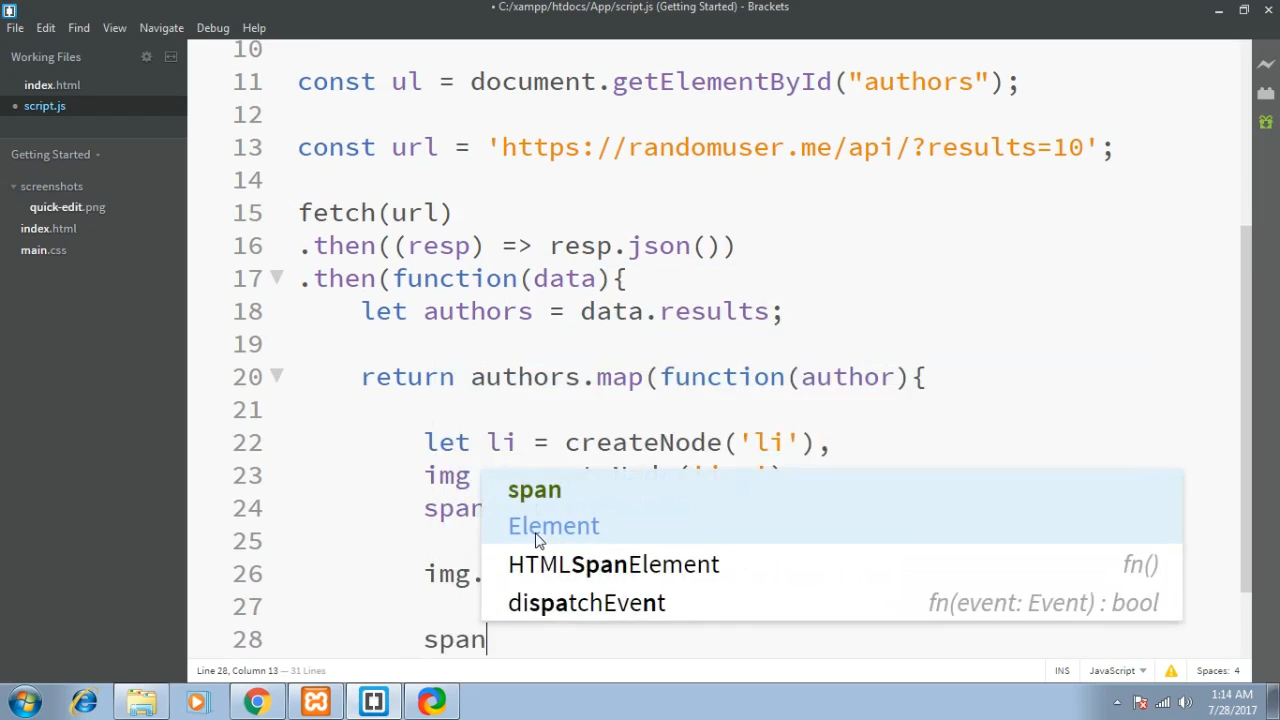 • C:/xampp/htdocs/App/script.js (Getting Started) - Brackets
File Edit Find View Navigate Debug Help
Working Files
index.html
• script.js
Getting Started
screenshots
quick-edit.png
index.html
main.css
10
11 const ul = document.getElementById("authors");
12
13 const url = 'https://randomuser.me/api/?results=10';
14
15 fetch(url)
16 .then((resp) => resp.json())
17 .then(function(data){
18 let authors = data.results;
19
20 return authors.map(function(author){
21
22 let li = createNode('li'),
23 img
24 span
25
26 img.
27
28 span
span
Element
HTMLSpanElement fn()
dispatchEvent fn(event: Event) : bool
Line 28, Column 13 — 31 Lines
INS JavaScript Spaces: 4
1:14 AM
7/28/2017